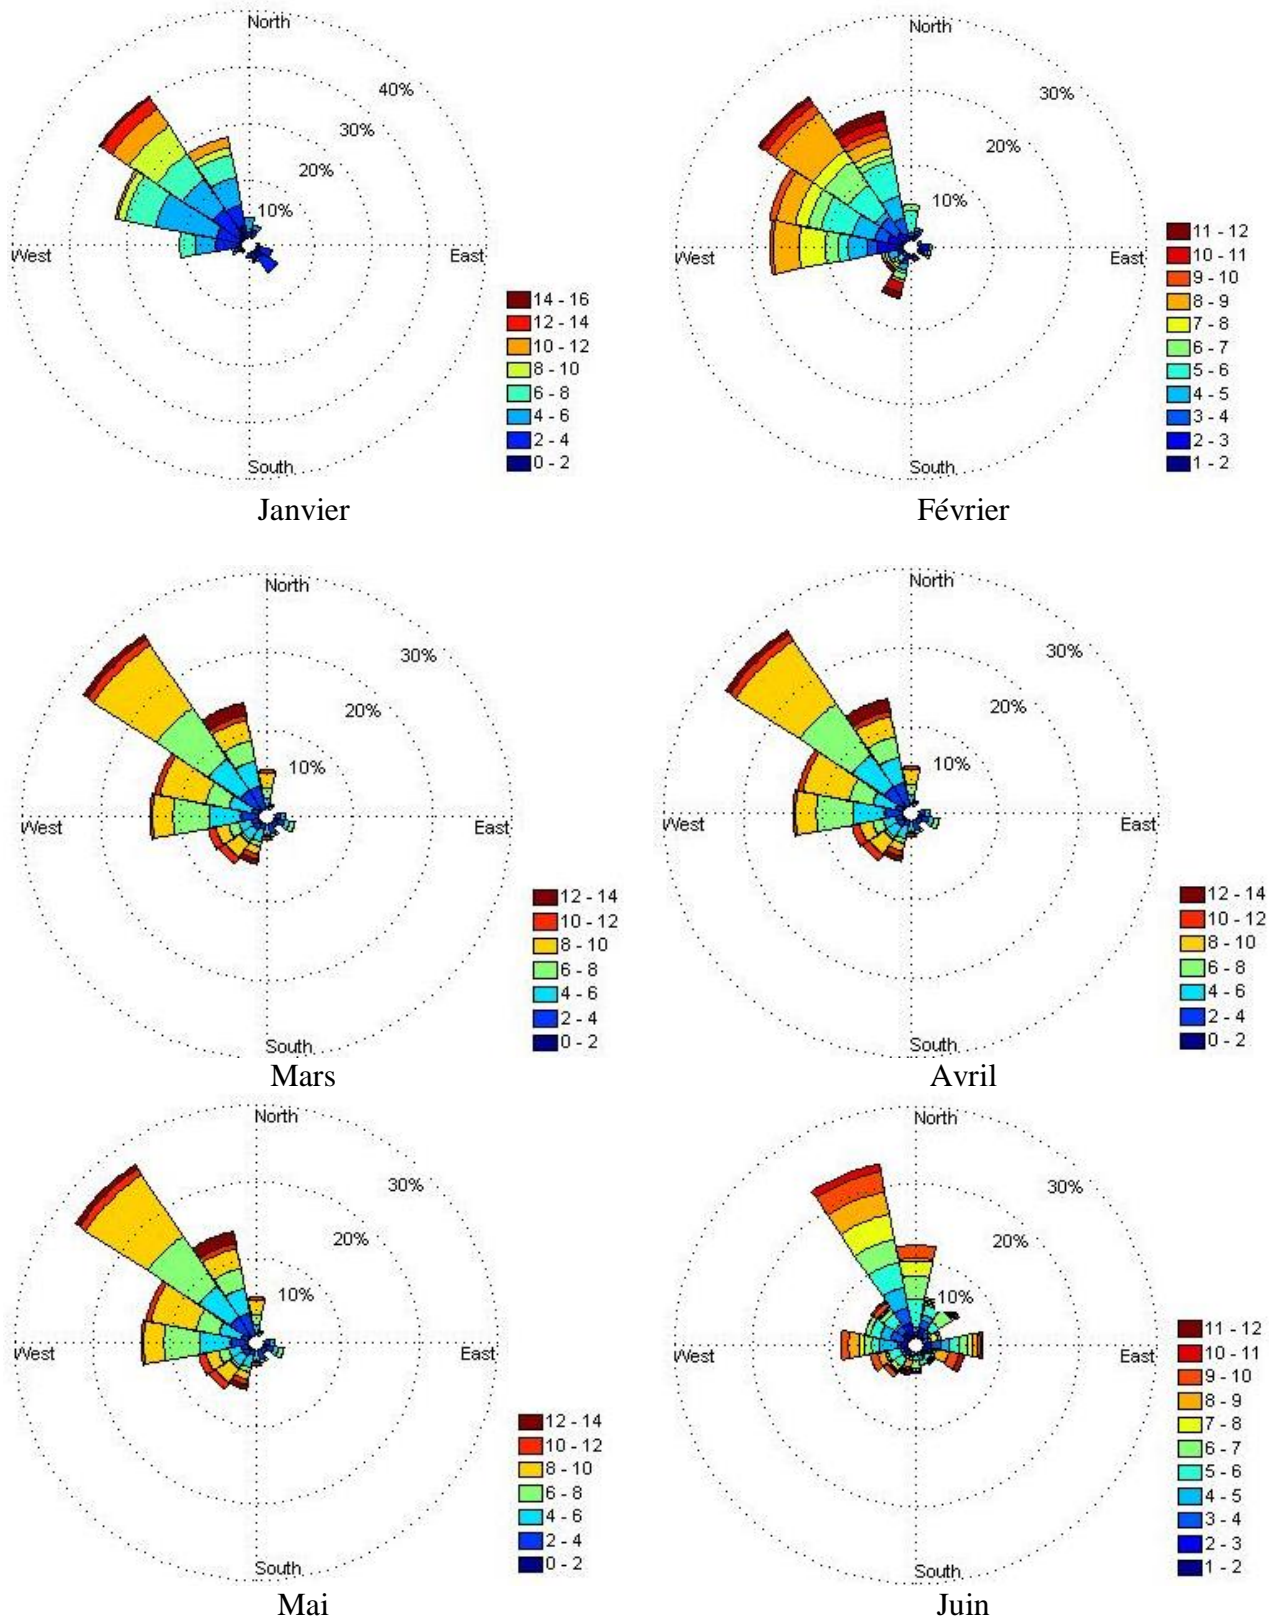 North
40%
30%
20%
10%
West
East
14 - 16
12 - 14
10 - 12
8 - 10
6 - 8
4 - 6
2 - 4
0 - 2
South
Janvier
North
30%
20%
10%
West
East
11 - 12
10 - 11
9 - 10
8 - 9
7 - 8
6 - 7
5 - 6
4 - 5
3 - 4
2 - 3
1 - 2
South
Février
North
30%
20%
10%
West
East
12 - 14
10 - 12
8 - 10
6 - 8
4 - 6
2 - 4
0 - 2
South
Mars
North
30%
20%
10%
West
East
12 - 14
10 - 12
8 - 10
6 - 8
4 - 6
2 - 4
0 - 2
South
Avril
North
30%
20%
10%
West
East
12 - 14
10 - 12
8 - 10
6 - 8
4 - 6
2 - 4
0 - 2
South
Mai
North
30%
20%
10%
West
East
11 - 12
10 - 11
9 - 10
8 - 9
7 - 8
6 - 7
5 - 6
4 - 5
3 - 4
2 - 3
1 - 2
South
Juin